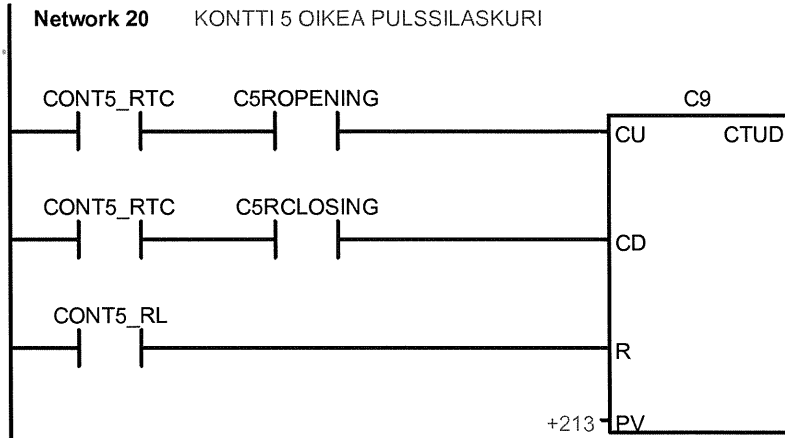 Network 20 KONTTI 5 OIKEA PULSSILASKURI
CONT5_RTC C5ROPENING C9
CU CTUD
CONT5_RTC C5RCLOSING
CD
CONT5_RL
R
+213 PV